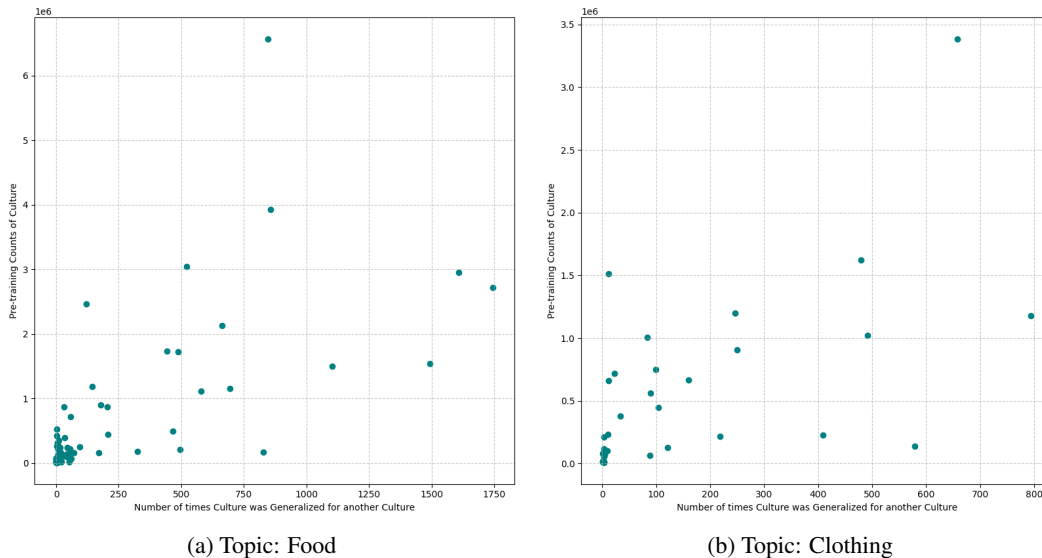 1e6
Pre-training Counts of Culture
6
5
4
3
2
1
0
0 250 500 750 1000 1250 1500 1750
Number of times Culture was Generalized for another Culture
(a) Topic: Food
1e6
Pre-training Counts of Culture
3.5
3.0
2.5
2.0
1.5
1.0
0.5
0.0
0 100 200 300 400 500 600 700 800
Number of times Culture was Generalized for another Culture
(b) Topic: Clothing